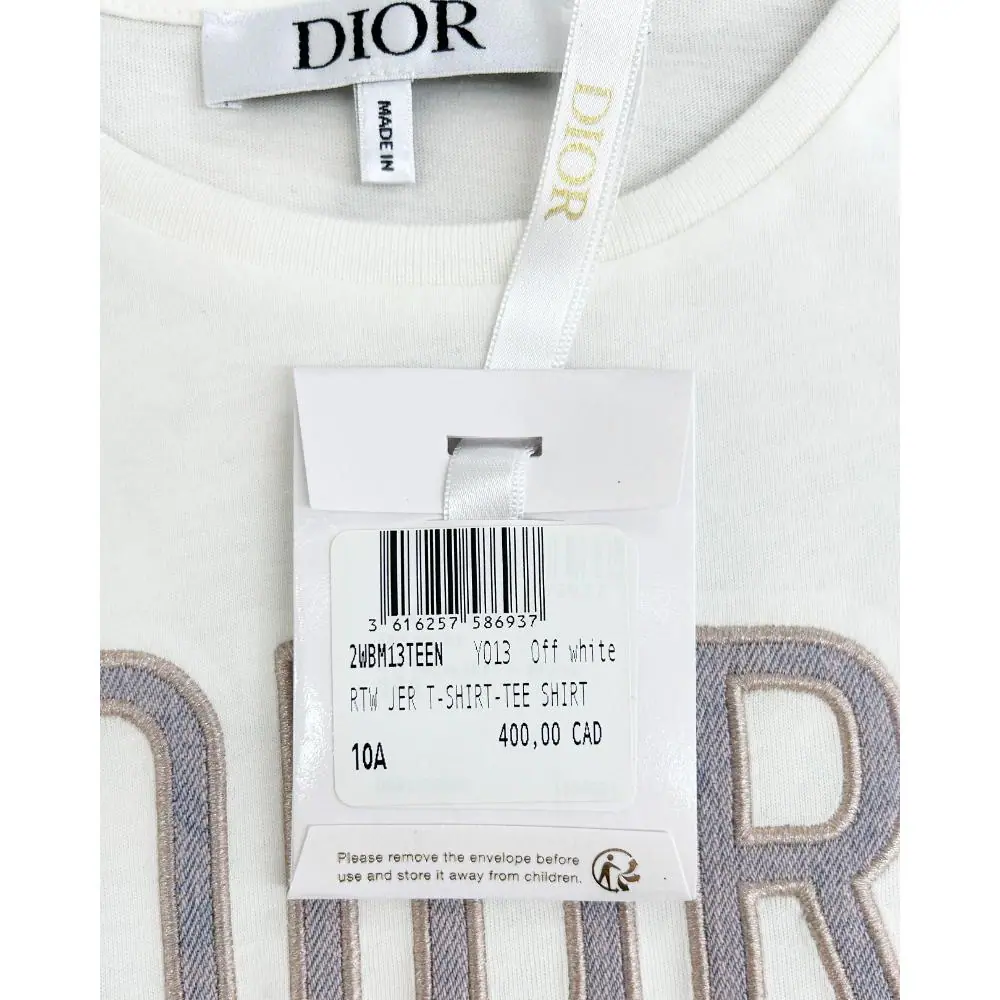 DIOR
MADE IN
DIOR
3 616257 586937
2WBM13TEEN Y013 Off white
RTW JER T-SHIRT-TEE SHIRT
400,00 CAD
10A
Please remove the envelope before
use and store it away from children.
DIOR